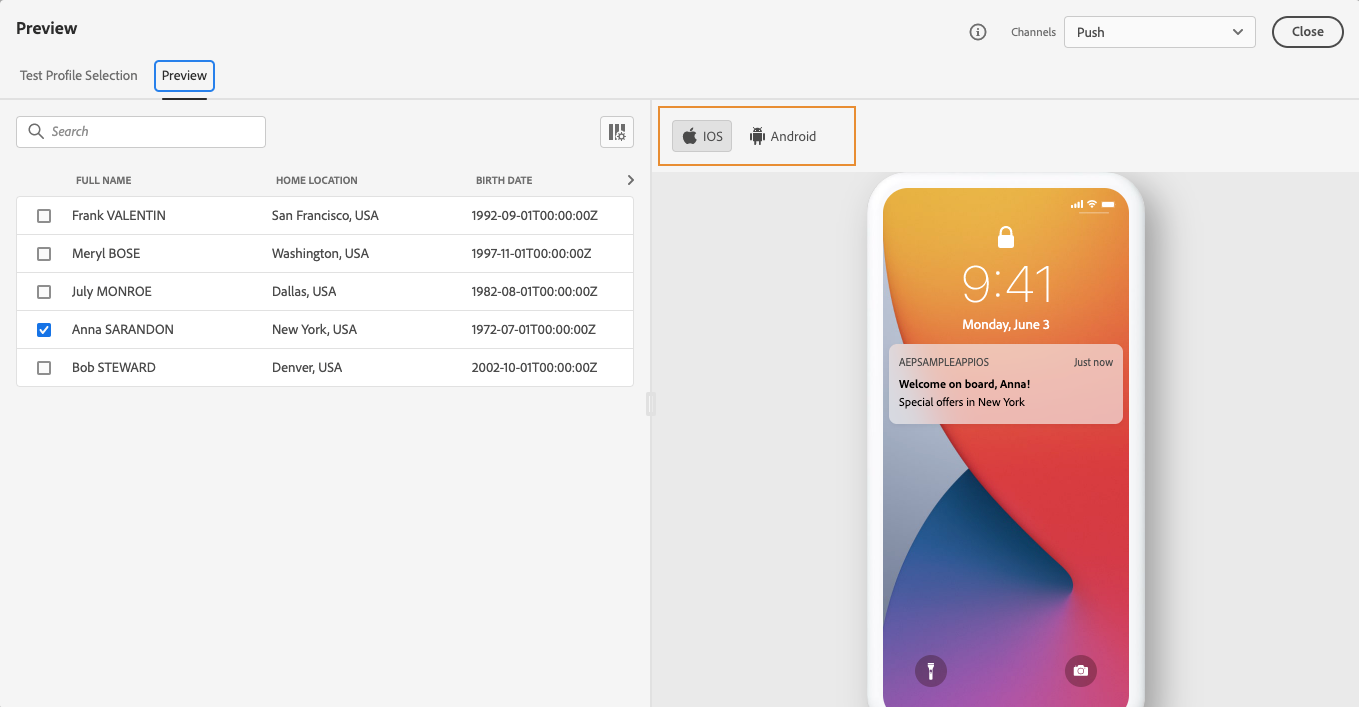 Preview
Channels
Push
Close
Test Profile Selection
Preview
Search
FULL NAME HOME LOCATION BIRTH DATE
Frank VALENTIN San Francisco, USA 1992-09-01T00:00:00Z
Meryl BOSE Washington, USA 1997-11-01T00:00:00Z
July MONROE Dallas, USA 1982-08-01T00:00:00Z
Anna SARANDON New York, USA 1972-07-01T00:00:00Z
Bob STEWARD Denver, USA 2002-10-01T00:00:00Z
IOS
Android
9:41
Monday, June 3
AEPSAMPLEAPPIOS Just now
Welcome on board, Anna!
Special offers in New York